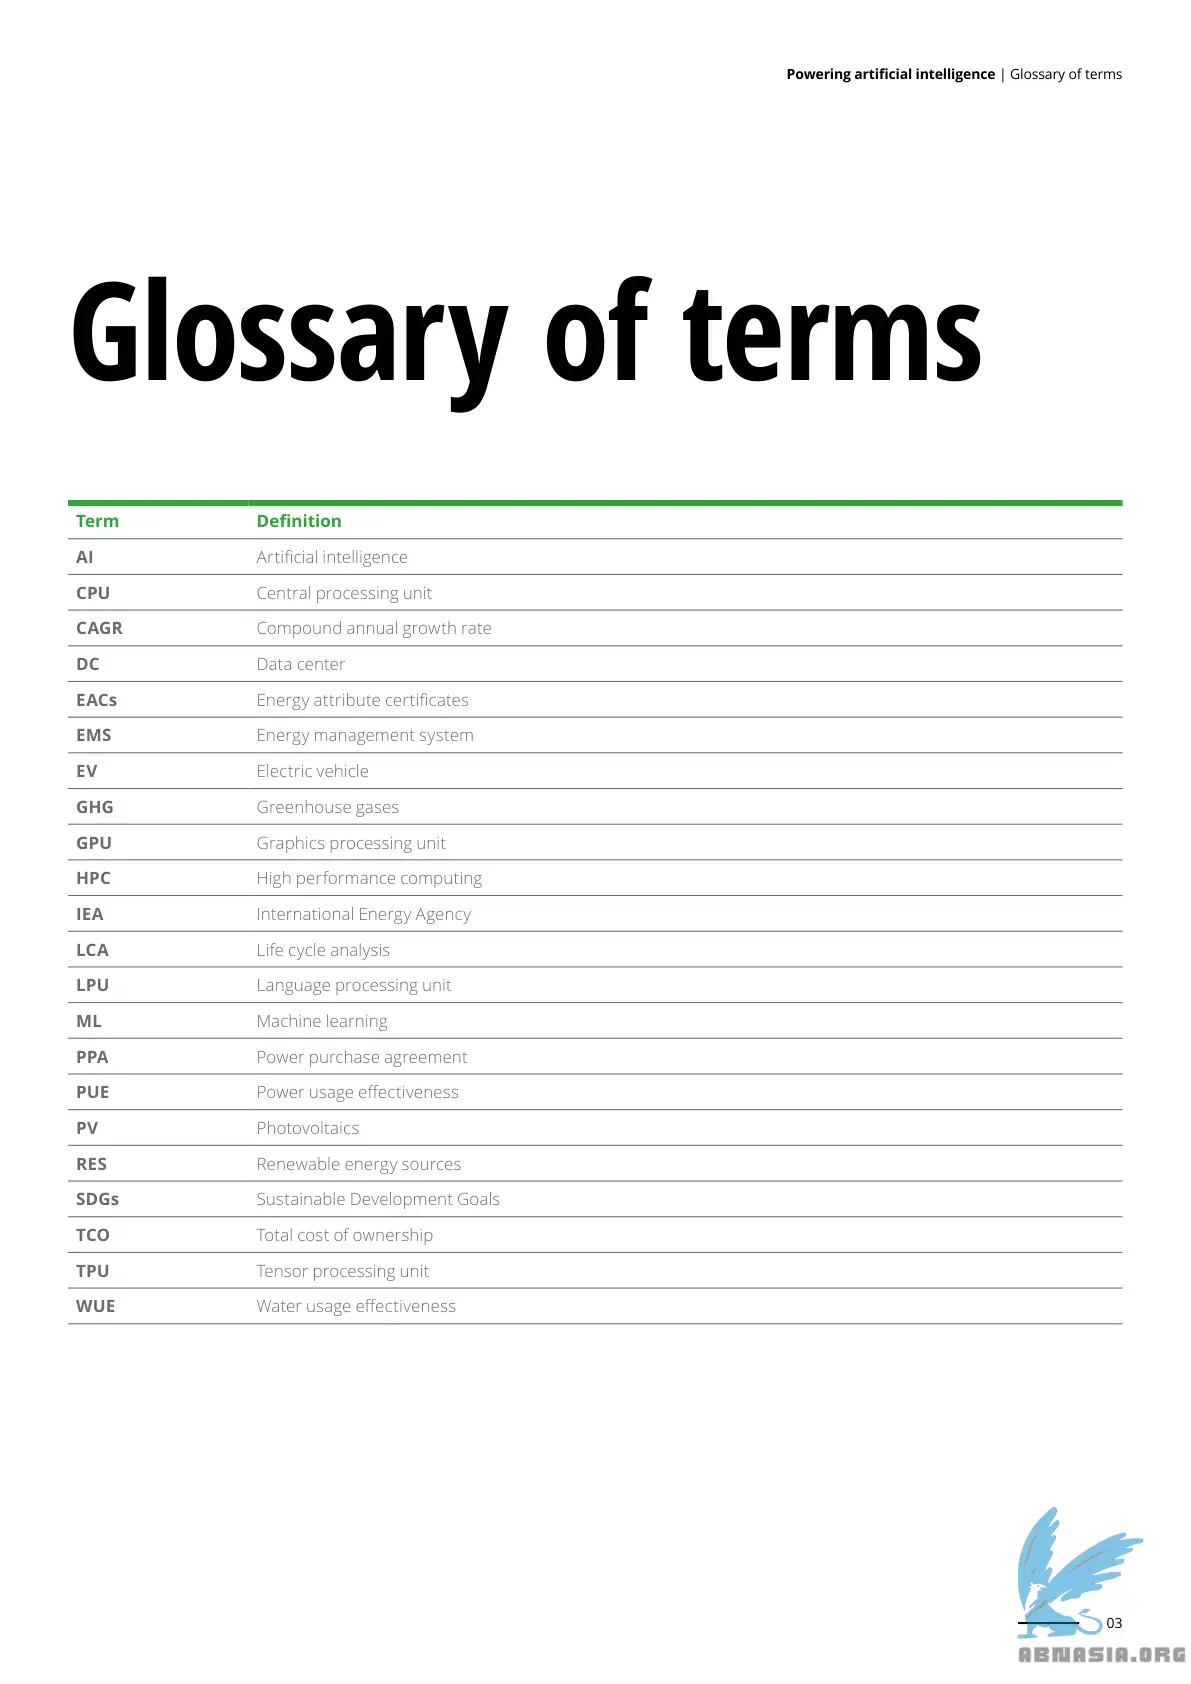 Powering artificial intelligence | Glossary of terms
Glossary of terms
Term Definition
AI Artificial intelligence
CPU Central processing unit
CAGR Compound annual growth rate
DC Data center
EACs Energy attribute certificates
EMS Energy management system
EV Electric vehicle
GHG Greenhouse gases
GPU Graphics processing unit
HPC High performance computing
IEA International Energy Agency
LCA Life cycle analysis
LPU Language processing unit
ML Machine learning
PPA Power purchase agreement
PUE Power usage effectiveness
PV Photovoltaics
RES Renewable energy sources
SDGs Sustainable Development Goals
TCO Total cost of ownership
TPU Tensor processing unit
WUE Water usage effectiveness
03
ABNASIA.ORG